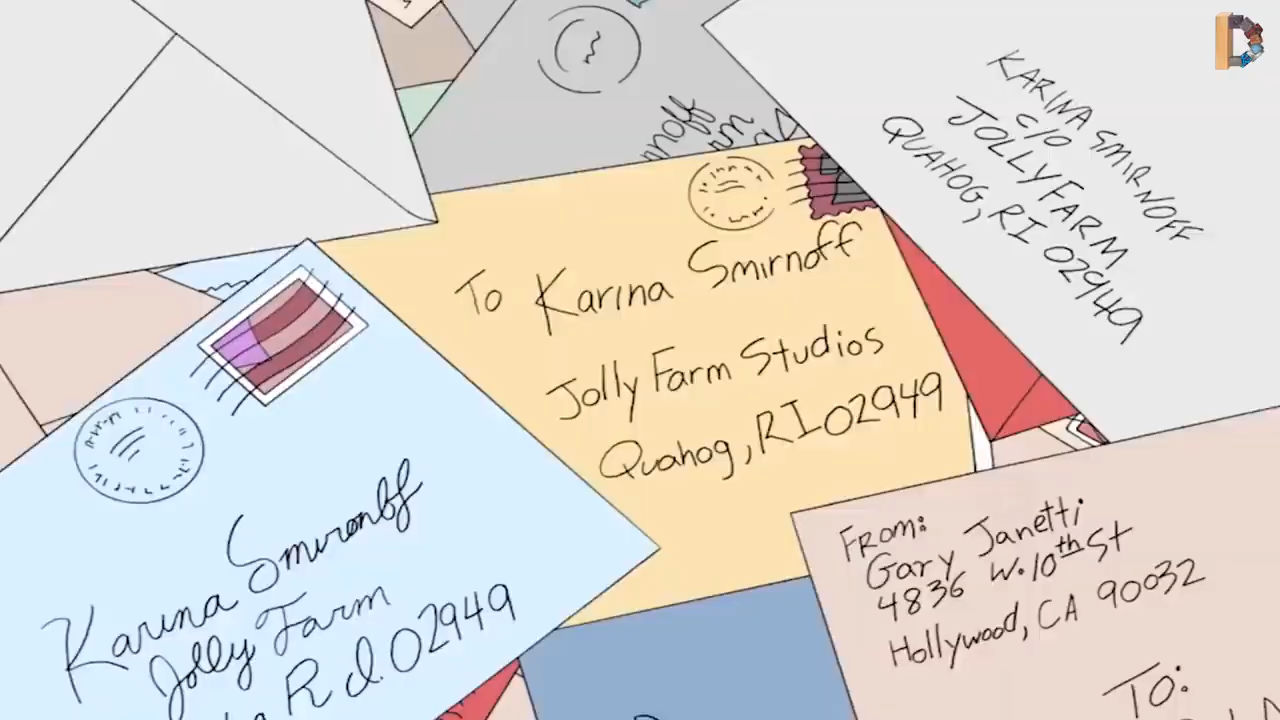 KARINA SMIRNOFF
c/o
JOLLY FARM
QUAHOG, RI 02949
To Karina Smirnoff
Jolly Farm Studios
Quahog, RI 02949
Karina Smironbf
Jolly Farm
R d. 02949
From:
Gary Janetti
4836 W. 10th St
Hollywood, CA 90032
To: